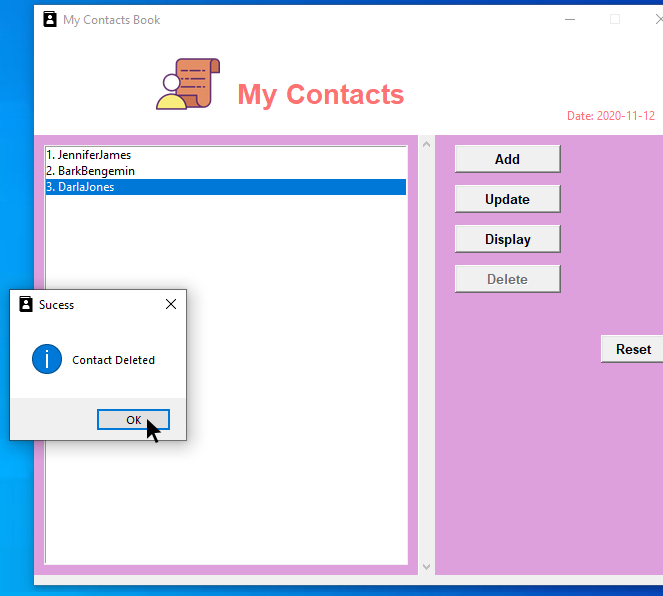 My Contacts Book
My Contacts
Date: 2020-11-12
1. JenniferJames
2. BarkBengemin
3. DarlaJones
Add
Update
Display
Delete
Reset
Sucess
Contact Deleted
OK